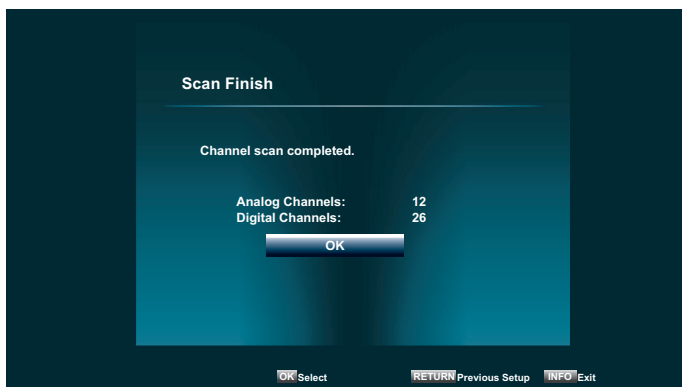 Scan Finish
Channel scan completed.
Analog Channels: 12
Digital Channels: 26
OK
OK Select RETURN Previous Setup INFO Exit